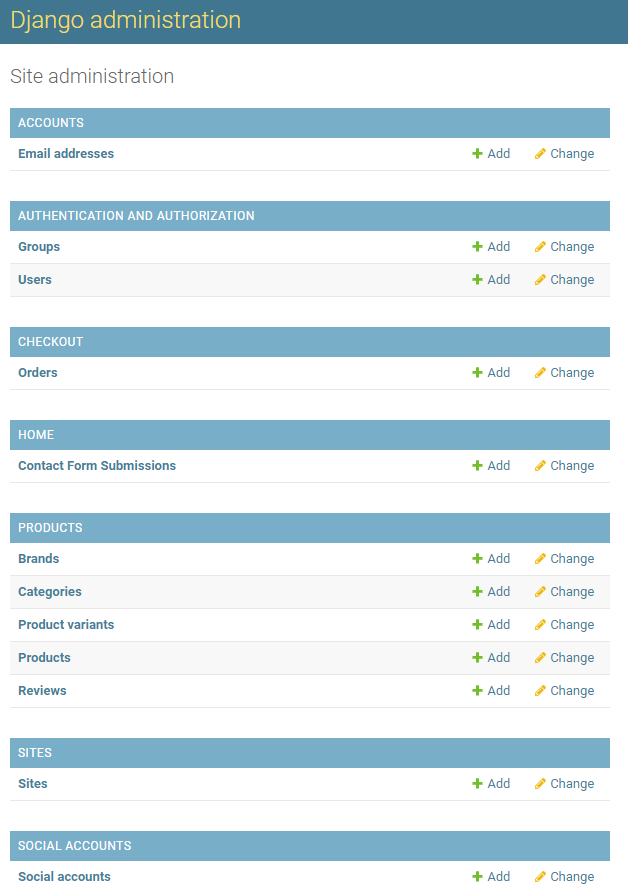 Django administration
Site administration
ACCOUNTS
Email addresses Add Change
AUTHENTICATION AND AUTHORIZATION
Groups Add Change
Users Add Change
CHECKOUT
Orders Add Change
HOME
Contact Form Submissions Add Change
PRODUCTS
Brands Add Change
Categories Add Change
Product variants Add Change
Products Add Change
Reviews Add Change
SITES
Sites Add Change
SOCIAL ACCOUNTS
Social accounts Add Change